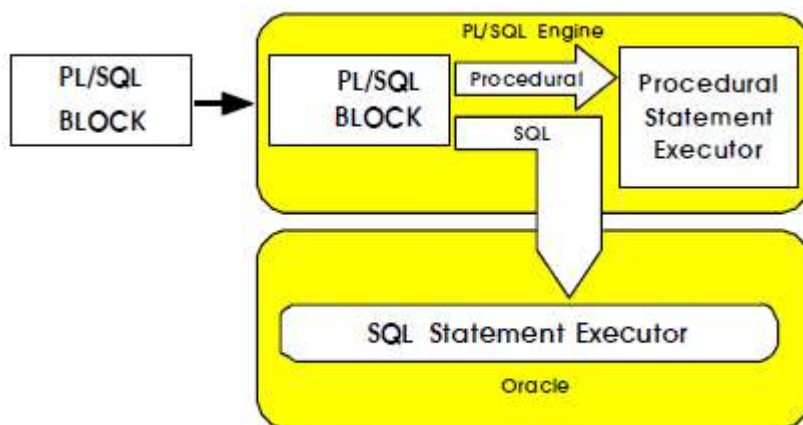 PL/SQL
BLOCK
PL/SQL Engine
PL/SQL
BLOCK
Procedural
SQL
Procedural
Statement
Executor
SQL Statement Executor
Oracle